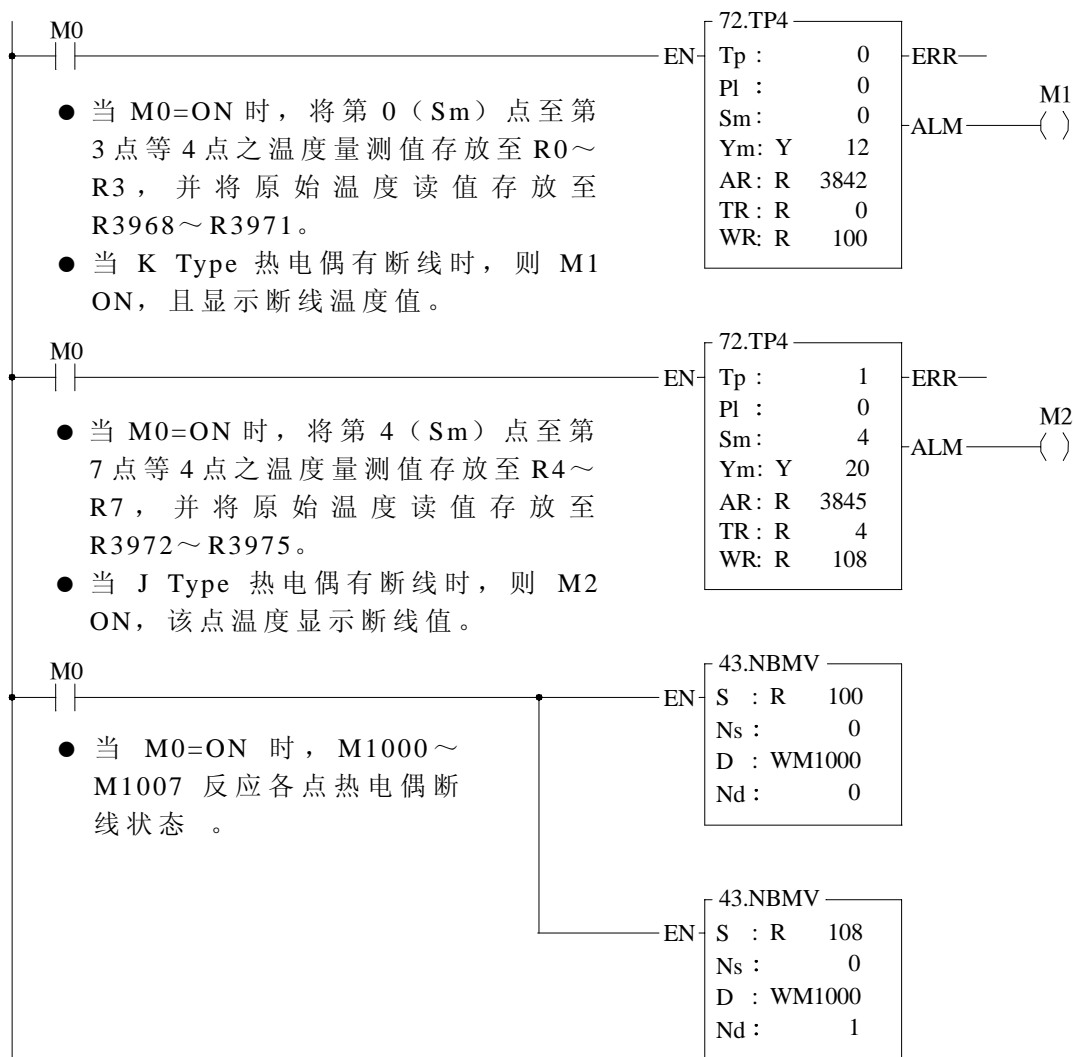 M0
72.TP4
EN
Tp : 0
ERR
Pl : 0
Sm : 0
M1
ALM
Ym: Y 12
AR: R 3842
TR : R 0
WR: R 100
● 当 M0=ON 时，将第 0（Sm）点至第
3 点等 4 点之温度量测值存放至 R0～
R3，并将原始温度读值存放至
R3968～R3971。
● 当 K Type 热电偶有断线时，则 M1
ON，且显示断线温度值。
M0
72.TP4
EN
Tp : 1
ERR
Pl : 0
Sm : 4
M2
ALM
Ym: Y 20
AR: R 3845
TR : R 4
WR: R 108
● 当 M0=ON 时，将第 4（Sm）点至第
7 点等 4 点之温度量测值存放至 R4～
R7，并将原始温度读值存放至
R3972～R3975。
● 当 J Type 热电偶有断线时，则 M2
ON，该点温度显示断线值。
M0
43.NBMV
EN
S : R 100
Ns : 0
D : WM1000
Nd : 0
● 当 M0=ON 时，M1000～
M1007 反应各点热电偶断
线状态 。
43.NBMV
EN
S : R 108
Ns : 0
D : WM1000
Nd : 1